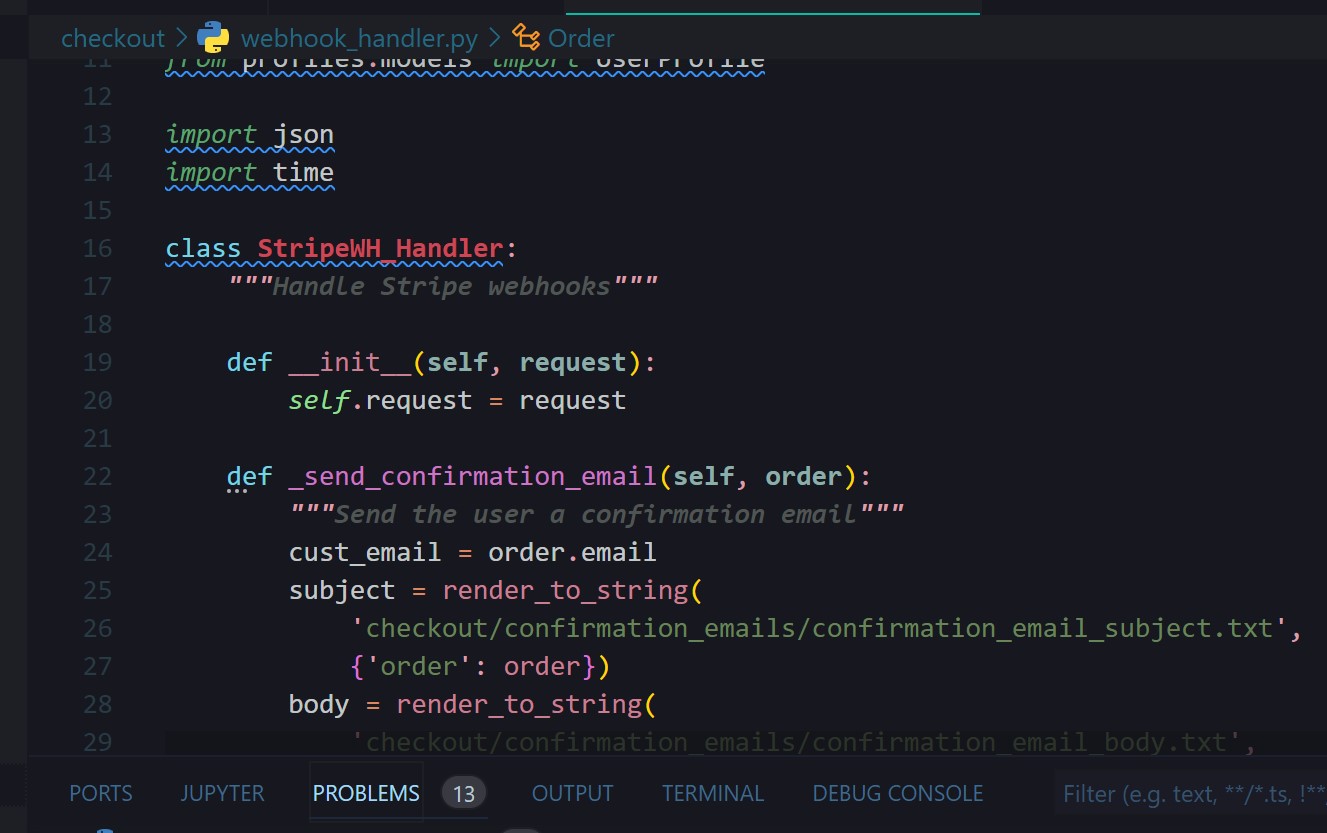 checkout > webhook_handler.py > Order
11 from profiles.models import UserProfile
12
13 import json
14 import time
15
16 class StripeWH_Handler:
17     """Handle Stripe webhooks"""
18
19     def __init__(self, request):
20         self.request = request
21
22     def _send_confirmation_email(self, order):
23         """Send the user a confirmation email"""
24         cust_email = order.email
25         subject = render_to_string(
26             'checkout/confirmation_emails/confirmation_email_subject.txt',
27             {'order': order})
28         body = render_to_string(
29             'checkout/confirmation_emails/confirmation_email_body.txt',
PORTS JUPYTER PROBLEMS 13 OUTPUT TERMINAL DEBUG CONSOLE Filter (e.g. text, **/*.ts, !**